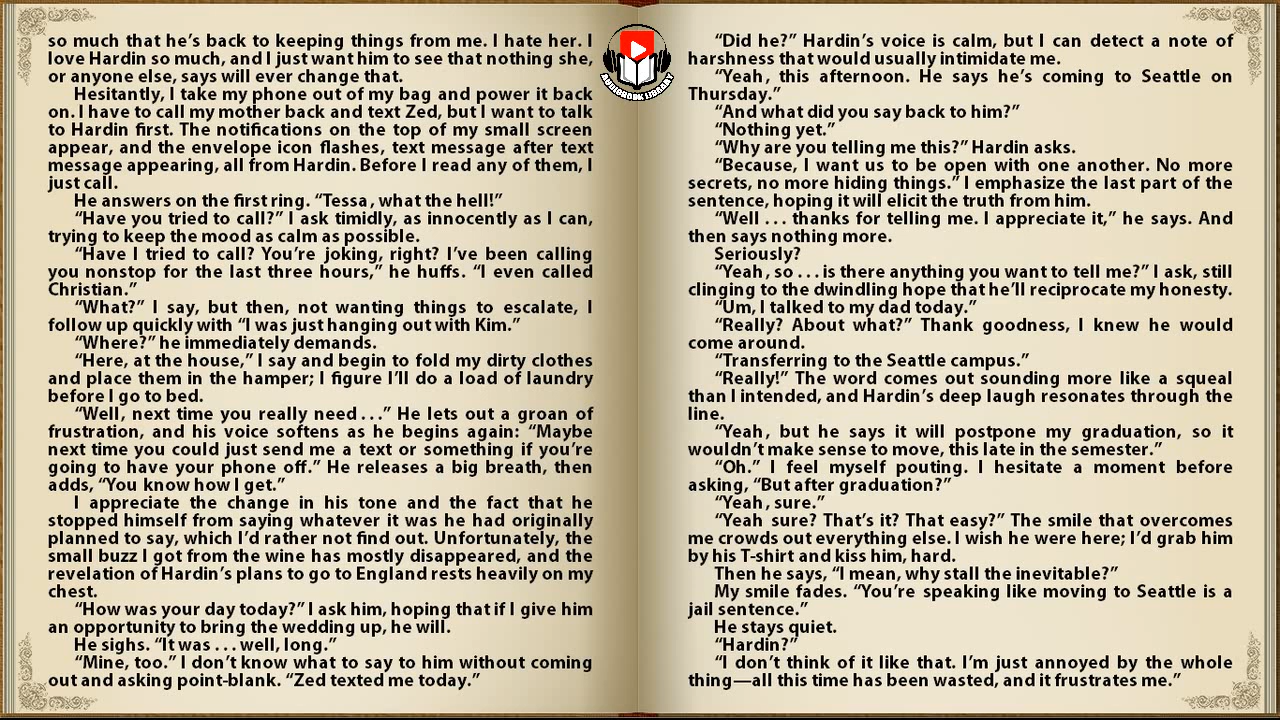 so much that he's back to keeping things from me. I hate her. I
love Hardin so much, and I just want him to see that nothing she,
or anyone else, says will ever change that.
Hesitantly, I take my phone out of my bag and power it back
on. I have to call my mother back and text Zed, but I want to talk
to Hardin first. The notifications on the top of my small screen
appear, and the envelope icon flashes, text message after text
message appearing, all from Hardin. Before I read any of them, I
just call.
He answers on the first ring. “Tessa, what the hell!”
“Have you tried to call?” I ask timidly, as innocently as I can,
trying to keep the mood as calm as possible.
“Have I tried to call? You’re joking, right? I’ve been calling
you nonstop for the last three hours,” he huffs. “I even called
Christian.”
“What?” I say, but then, not wanting things to escalate, I
follow up quickly with “I was just hanging out with Kim.”
“Where?” he immediately demands.
“Here, at the house,” I say and begin to fold my dirty clothes
and place them in the hamper; I figure I’ll do a load of laundry
before I go to bed.
“Well, next time you really need . . .” He lets out a groan of
frustration, and his voice softens as he begins again: “Maybe
next time you could just send me a text or something if you’re
going to have your phone off.” He releases a big breath, then
adds, “You know how I get.”
I appreciate the change in his tone and the fact that he
stopped himself from saying whatever it was he had originally
planned to say, which I’d rather not find out. Unfortunately, the
small buzz I got from the wine has mostly disappeared, and the
revelation of Hardin’s plans to go to England rests heavily on my
chest.
“How was your day today?” I ask him, hoping that if I give him
an opportunity to bring the wedding up, he will.
He sighs. “It was . . . well, long.”
“Mine, too.” I don’t know what to say to him without coming
out and asking point-blank. “Zed texted me today.”
AUDIOBOOK LIBRARY
“Did he?” Hardin’s voice is calm, but I can detect a note of
harshness that would usually intimidate me.
“Yeah, this afternoon. He says he’s coming to Seattle on
Thursday.”
“And what did you say back to him?”
“Nothing yet.”
“Why are you telling me this?” Hardin asks.
“Because, I want us to be open with one another. No more
secrets, no more hiding things.” I emphasize the last part of the
sentence, hoping it will elicit the truth from him.
“Well . . . thanks for telling me. I appreciate it,” he says. And
then says nothing more.
Seriously?
“Yeah, so . . . is there anything you want to tell me?” I ask, still
clinging to the dwindling hope that he’ll reciprocate my honesty.
“Um, I talked to my dad today.”
“Really? About what?” Thank goodness, I knew he would
come around.
“Transferring to the Seattle campus.”
“Really!” The word comes out sounding more like a squeal
than I intended, and Hardin’s deep laugh resonates through the
line.
“Yeah, but he says it will postpone my graduation, so it
wouldn’t make sense to move, this late in the semester.”
“Oh.” I feel myself pouting. I hesitate a moment before
asking, “But after graduation?”
“Yeah, sure.”
“Yeah sure? That’s it? That easy?” The smile that overcomes
me crowds out everything else. I wish he were here; I’d grab him
by his T-shirt and kiss him, hard.
Then he says, “I mean, why stall the inevitable?”
My smile fades. “You’re speaking like moving to Seattle is a
jail sentence.”
He stays quiet.
“Hardin?”
“I don’t think of it like that. I’m just annoyed by the whole
thing—all this time has been wasted, and it frustrates me.”